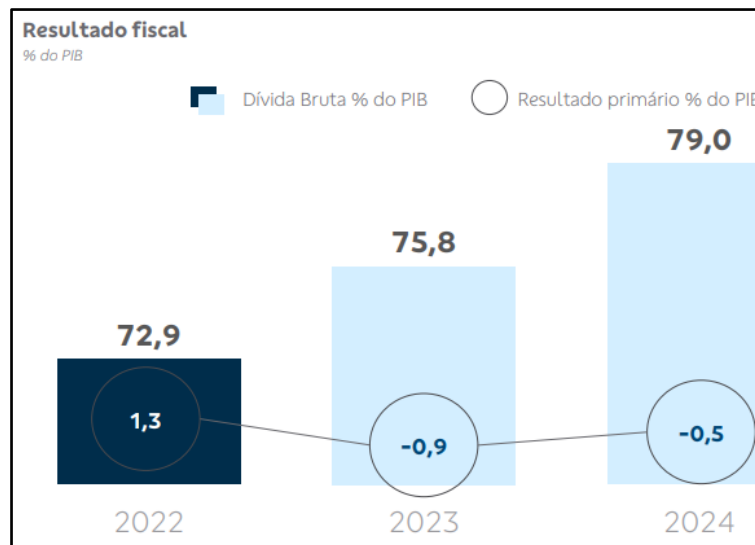 Resultado fiscal
% do PIB
Dívida Bruta % do PIB
Resultado primário % do PIB
79,0
75,8
72,9
1,3
-0,9
-0,5
2022
2023
2024